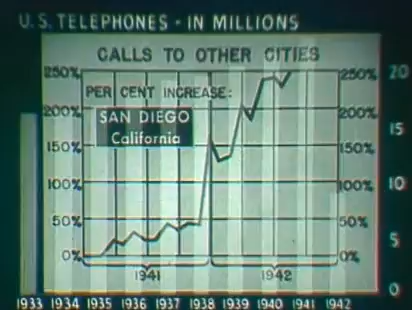 U.S. TELEPHONES - IN MILLIONS
CALLS TO OTHER CITIES
250% 250% 20
PER CENT INCREASE:
200% 200%
SAN DIEGO
California
15
150% 150%
100% 100% 10
50% 50%
5
0% 0%
1941 1942
0
1933 1934 1935 1936 1937 1938 1939 1940 1941 1942